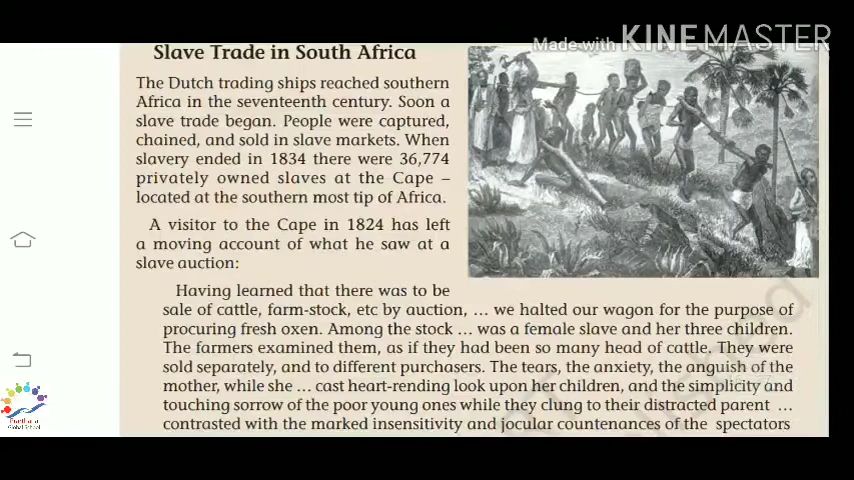 Made with KINEMASTER
Slave Trade in South Africa
The Dutch trading ships reached southern
Africa in the seventeenth century. Soon a
slave trade began. People were captured,
chained, and sold in slave markets. When
slavery ended in 1834 there were 36,774
privately owned slaves at the Cape –
located at the southern most tip of Africa.
A visitor to the Cape in 1824 has left
a moving account of what he saw at a
slave auction:
Having learned that there was to be
sale of cattle, farm-stock, etc by auction, ... we halted our wagon for the purpose of
procuring fresh oxen. Among the stock ... was a female slave and her three children.
The farmers examined them, as if they had been so many head of cattle. They were
sold separately, and to different purchasers. The tears, the anxiety, the anguish of the
mother, while she ... cast heart-rending look upon her children, and the simplicity and
touching sorrow of the poor young ones while they clung to their distracted parent ...
contrasted with the marked insensitivity and jocular countenances of the spectators
Global School